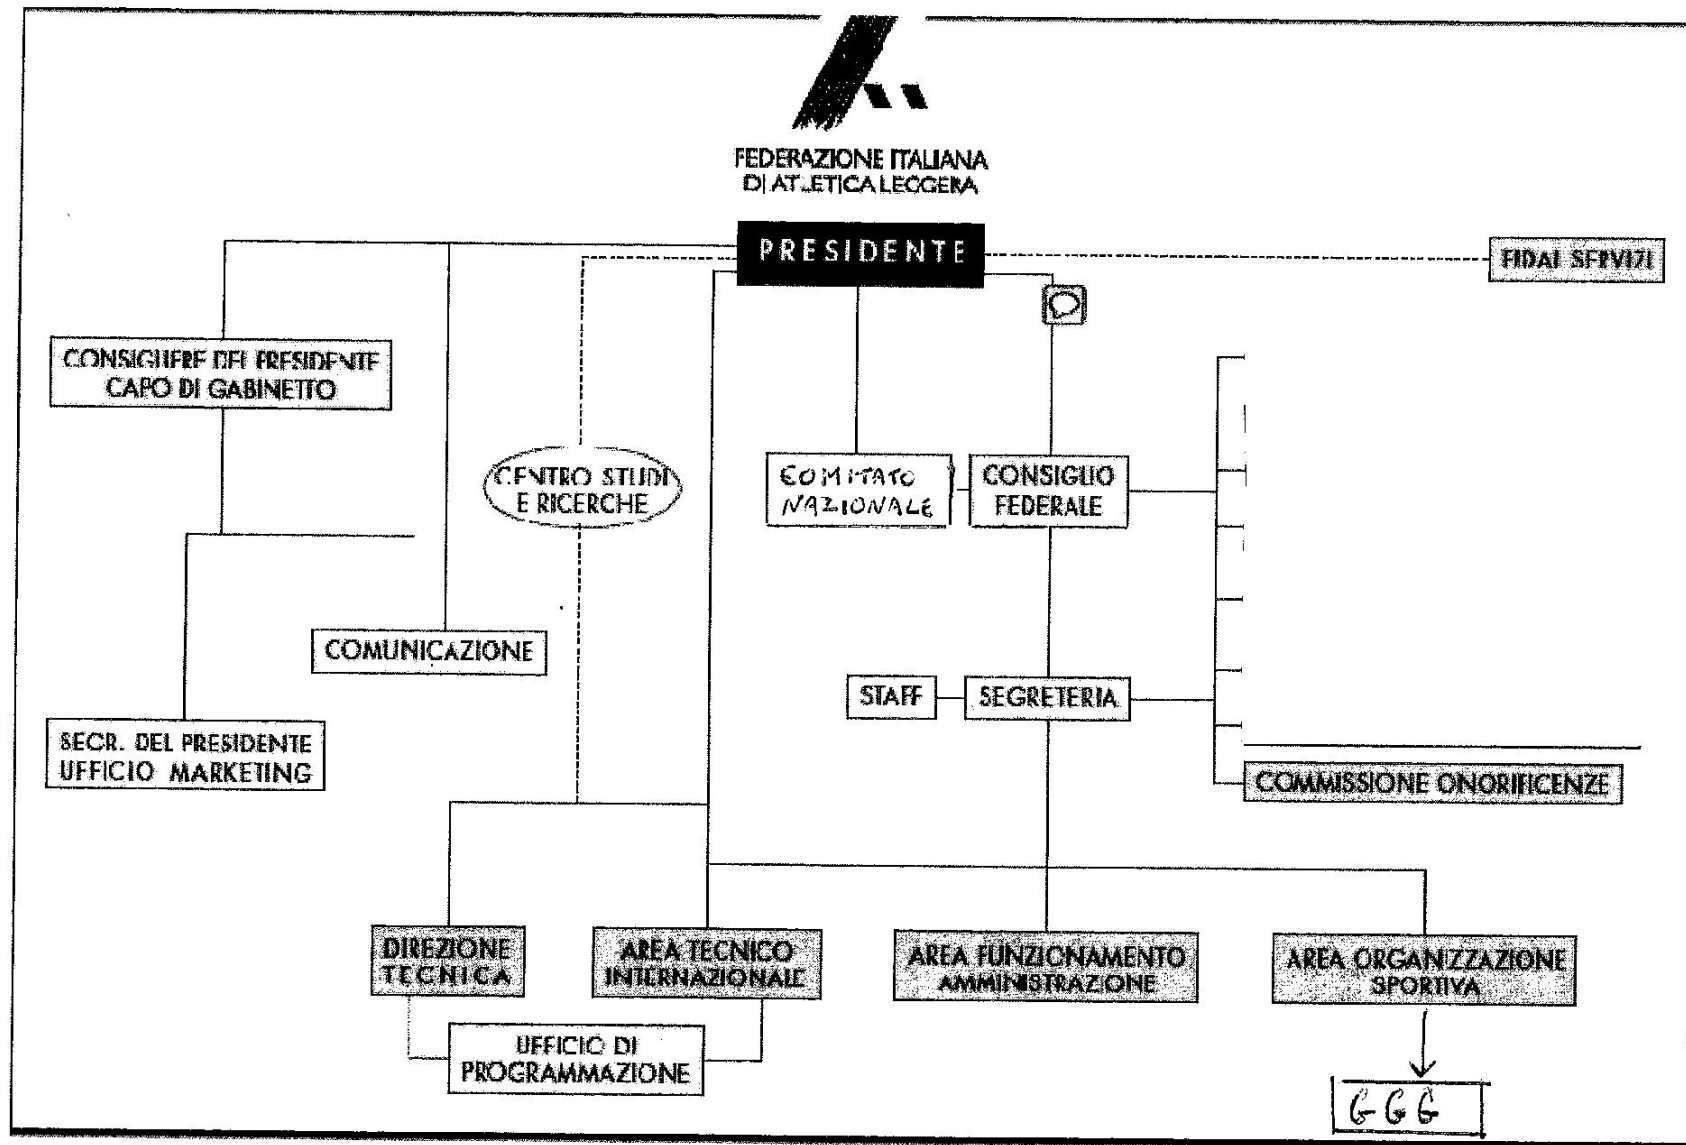 FEDERAZIONE ITALIANA
DI ATLETICA LEGGERA
PRESIDENTE
FIDAL SERVIZI
CONSIGLIERE DEL PRESIDENTE
CAPO DI GABINETTO
CENTRO STUDI
E RICERCHE
COMITATO
NAZIONALE
CONSIGLIO
FEDERALE
COMUNICAZIONE
STAFF
SEGRETERIA
SEGR. DEL PRESIDENTE
UFFICIO MARKETING
COMMISSIONE ONORIFICENZE
DIREZIONE
TECNICA
AREA TECNICO
INTERNAZIONALE
AREA FUNZIONAMENTO
AMMINISTRAZIONE
AREA ORGANIZZAZIONE
SPORTIVA
UFFICIO DI
PROGRAMMAZIONE
GGG